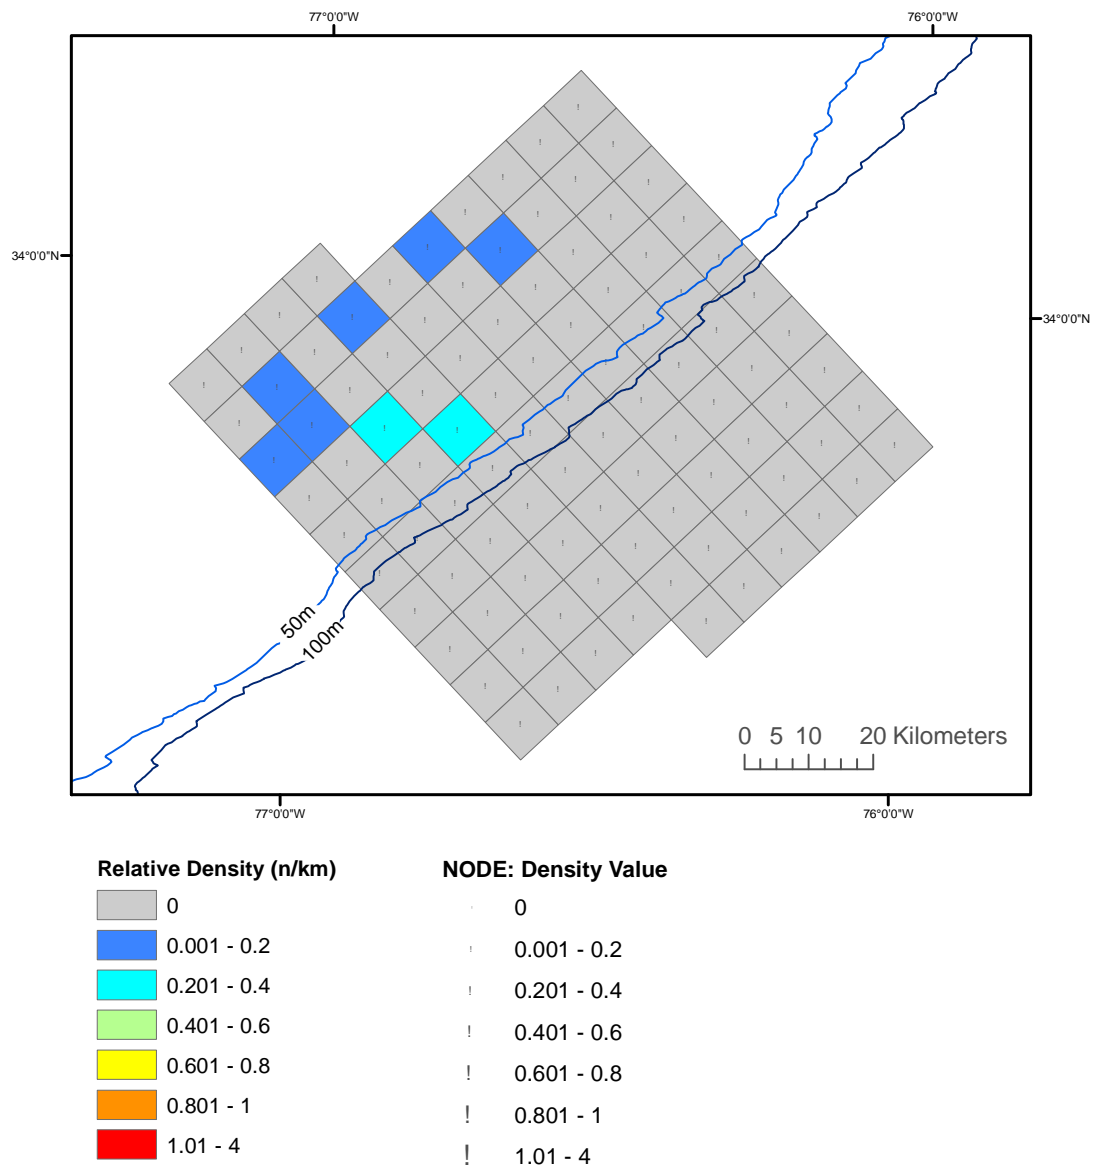 77°0'0"W 76°0'0"W
34°0'0"N
34°0'0"N
50m
100m
0 5 10 20 Kilometers
77°0'0"W 76°0'0"W
Relative Density (n/km) NODE: Density Value
0 ! 0
0.001 - 0.2 ! 0.001 - 0.2
0.201 - 0.4 ! 0.201 - 0.4
0.401 - 0.6 ! 0.401 - 0.6
0.601 - 0.8 ! 0.601 - 0.8
0.801 - 1 ! 0.801 - 1
1.01 - 4 ! 1.01 - 4